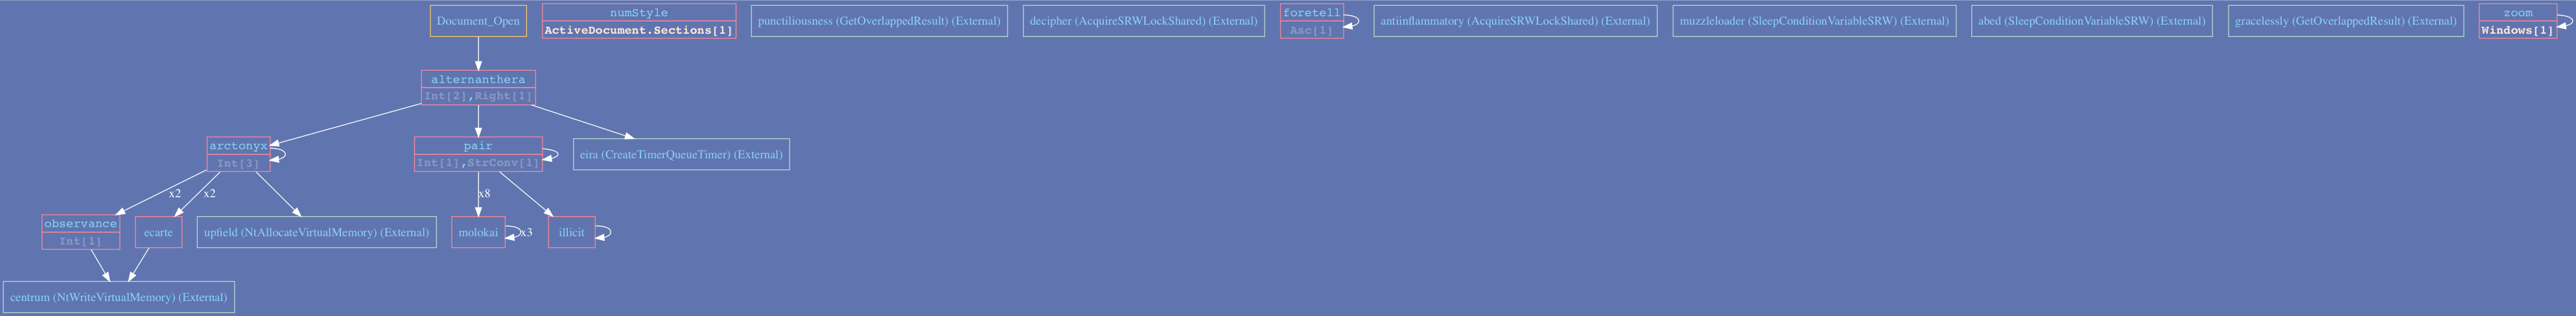 Document_Open
numStyle
ActiveDocument.Sections[1]
punctiliousness (GetOverlappedResult) (External)
decipher (AcquireSRWLockShared) (External)
foretell
Asc[1]
antiinflammatory (AcquireSRWLockShared) (External)
muzzleloader (SleepConditionVariableSRW) (External)
abed (SleepConditionVariableSRW) (External)
gracelessly (GetOverlappedResult) (External)
zoom
Windows[1]
alternanthera
Int[2],Right[1]
arctonyx
Int[3]
pair
Int[1],StrConv[1]
eira (CreateTimerQueueTimer) (External)
x2
x2
x8
observance
Int[1]
ecarte
upfield (NtAllocateVirtualMemory) (External)
molokai
x3
illicit
centrum (NtWriteVirtualMemory) (External)